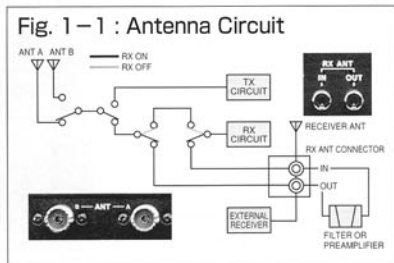 Fig. 1-1 : Antenna Circuit
ANT A ANT B
RX ON
RX OFF
TX CIRCUIT
RX ANT
IN OUT
RX CIRCUIT
RECEIVER ANT
RX ANT CONNECTOR
IN
OUT
B ANT A
EXTERNAL RECEIVER
FILTER OR PREAMPLIFIER